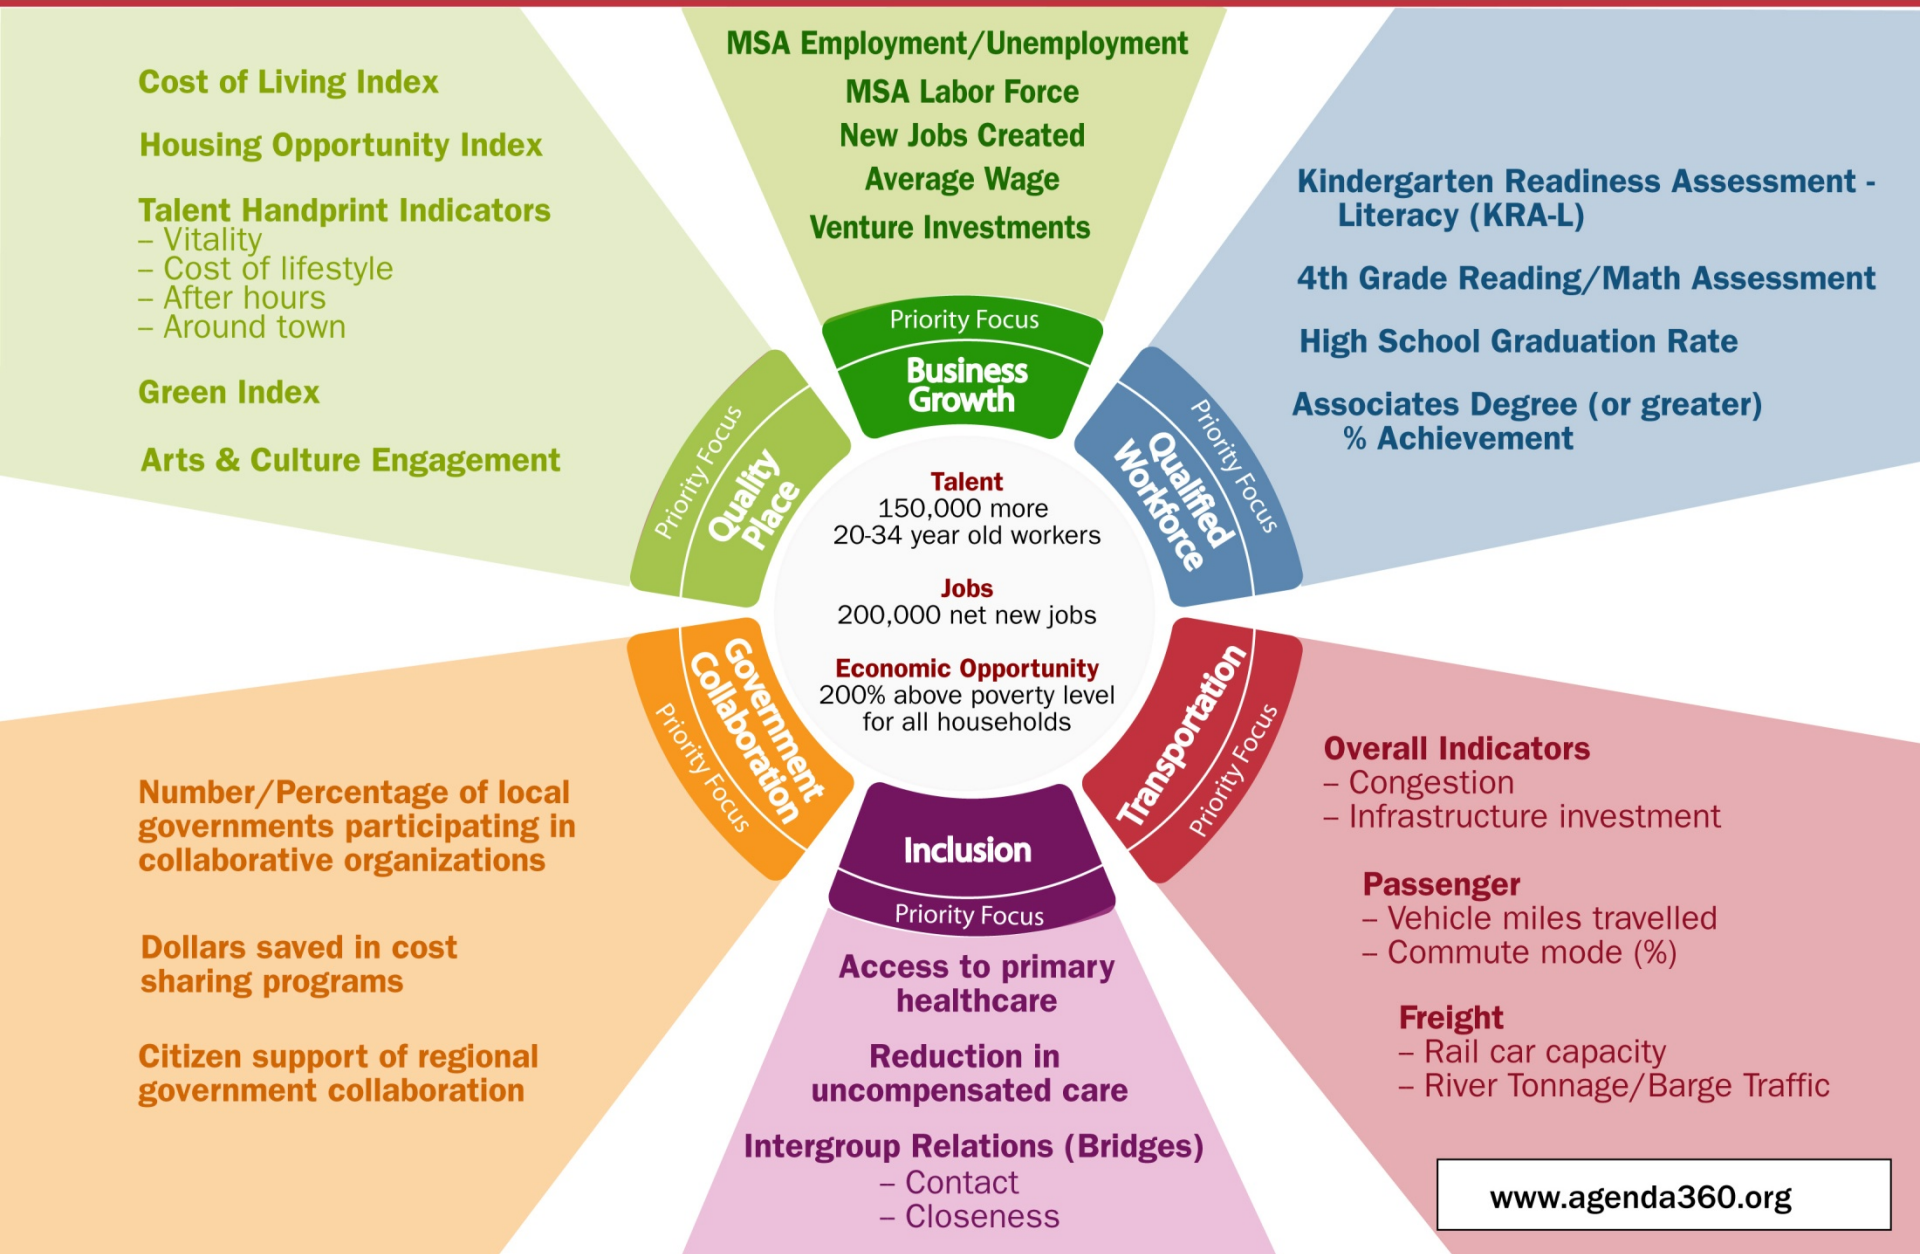 Cost of Living Index
Housing Opportunity Index
Talent Handprint Indicators
– Vitality
– Cost of lifestyle
– After hours
– Around town
Green Index
Arts & Culture Engagement
Priority Focus
Quality
Place
MSA Employment/Unemployment
MSA Labor Force
New Jobs Created
Average Wage
Venture Investments
Priority Focus
Business
Growth
Kindergarten Readiness Assessment -
Literacy (KRA-L)
4th Grade Reading/Math Assessment
High School Graduation Rate
Associates Degree (or greater)
% Achievement
Priority Focus
Qualified
Workforce
Talent
150,000 more
20-34 year old workers
Jobs
200,000 net new jobs
Economic Opportunity
200% above poverty level
for all households
Government
Collaboration
Priority Focus
Number/Percentage of local
governments participating in
collaborative organizations
Dollars saved in cost
sharing programs
Citizen support of regional
government collaboration
Inclusion
Priority Focus
Access to primary
healthcare
Reduction in
uncompensated care
Intergroup Relations (Bridges)
– Contact
– Closeness
Transportation
Priority Focus
Overall Indicators
– Congestion
– Infrastructure investment
Passenger
– Vehicle miles travelled
– Commute mode (%)
Freight
– Rail car capacity
– River Tonnage/Barge Traffic
www.agenda360.org